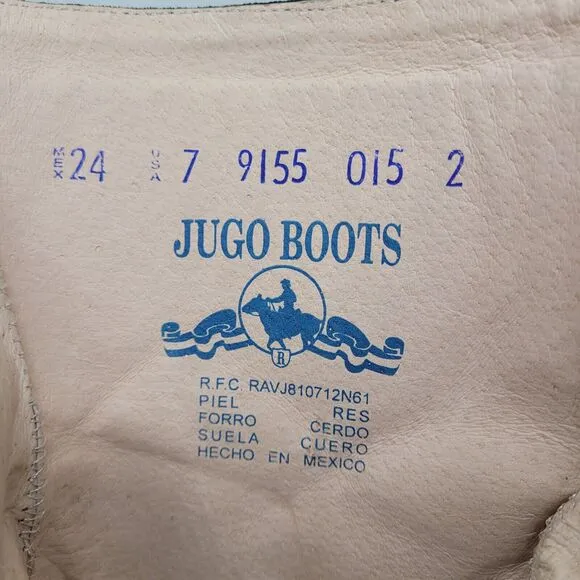 MEX 24 USA 7 9155 015 2
JUGO BOOTS
R
R.F.C. RAVJ810712N61
PIEL RES
FORRO CERDO
SUELA CUERO
HECHO EN MEXICO